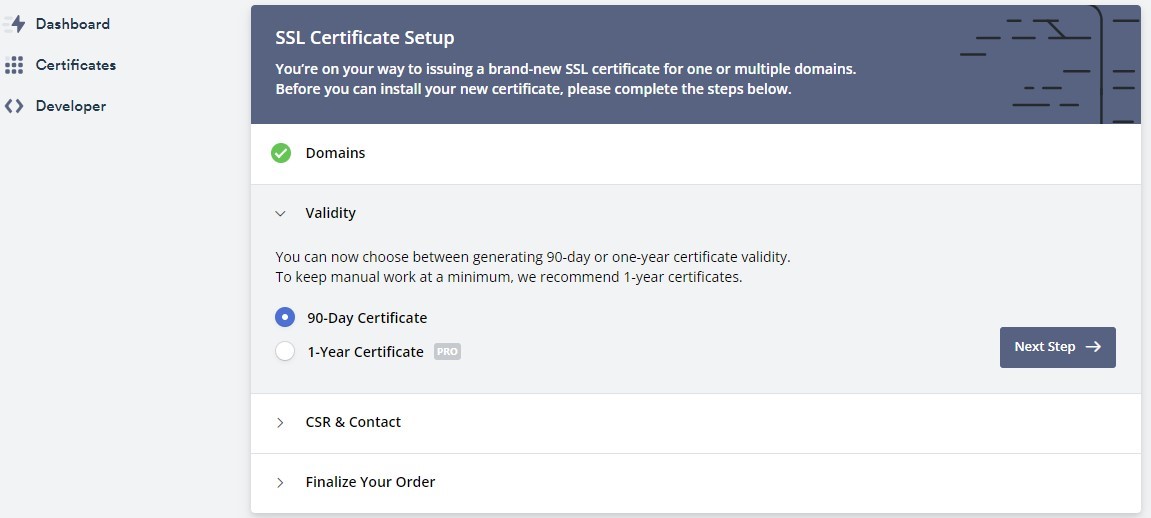 Dashboard
Certificates
Developer
SSL Certificate Setup
You’re on your way to issuing a brand-new SSL certificate for one or multiple domains.
Before you can install your new certificate, please complete the steps below.
Domains
Validity
You can now choose between generating 90-day or one-year certificate validity.
To keep manual work at a minimum, we recommend 1-year certificates.
90-Day Certificate
1-Year Certificate PRO
Next Step
CSR & Contact
Finalize Your Order